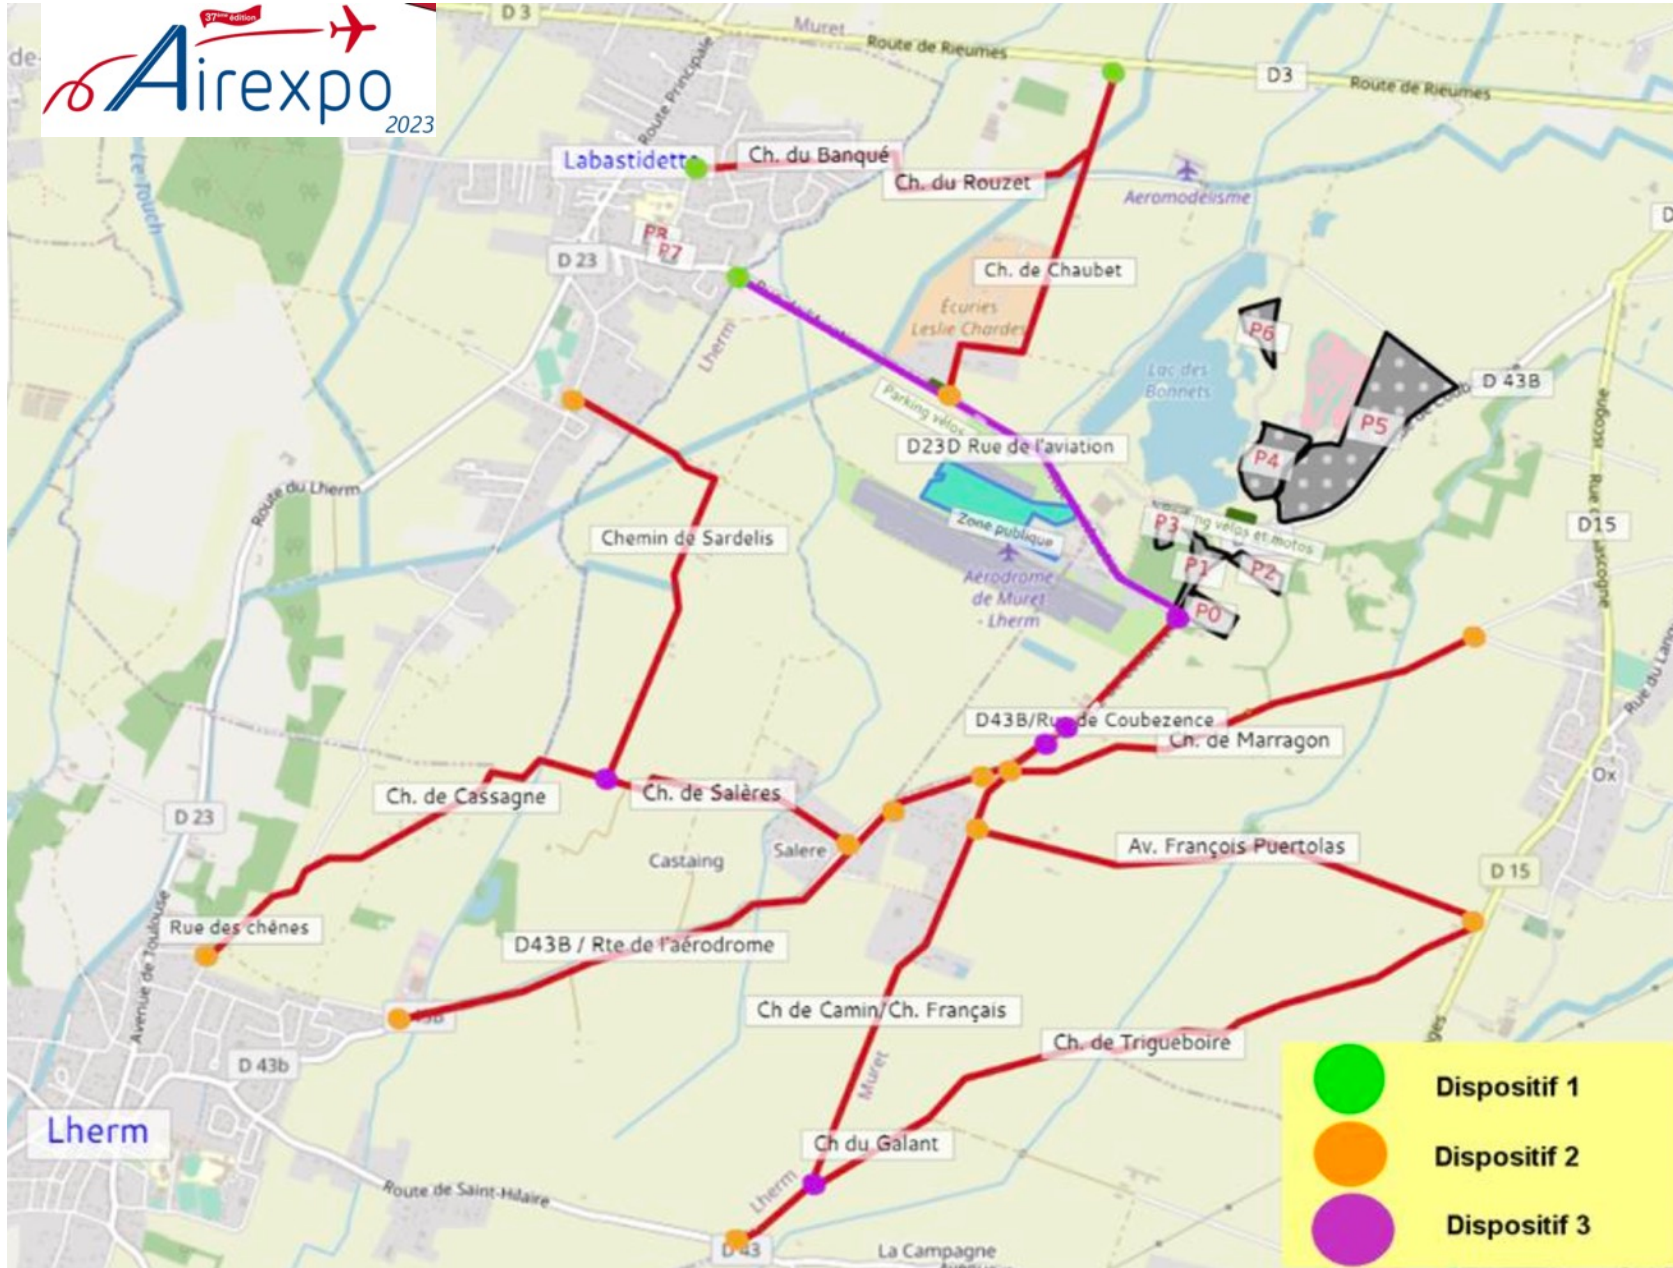 37ème édition
Airexpo
2023
D 3
Muret
Route de Rieumes
D3
Route de Rieumes
Route Principale
Le Touch
Labastidette
Ch. du Banqué
Ch. du Rouzet
Aeromodélisme
P8
P7
D 23
Ch. de Chaubet
Écuries
Leslie Chardes
Lherm
P6
Lac des
Bonnets
D 43B
P5
Parking vélos
D23D Rue de l'aviation
P4
Route du Lherm
Zone publique
P3
vélos et motos
D15
Chemin de Sardelis
P1
P2
Aérodrome
de Muret
- Lherm
P0
D43B/Rue de Coubezence
Ch. de Marragon
Ox
Ch. de Cassagne
Ch. de Salères
D 23
Salere
Castaing
Av. François Puertolas
D 15
Rue des chênes
Avenue de Toulouse
D43B / Rte de l'aérodrome
Ch de Camin/Ch. Français
Ch. de Trigueboire
D 43b
Muret
Lherm
Ch du Galant
Route de Saint-Hilaire
Lherm
D 43
La Campagne
Dispositif 1
Dispositif 2
Dispositif 3